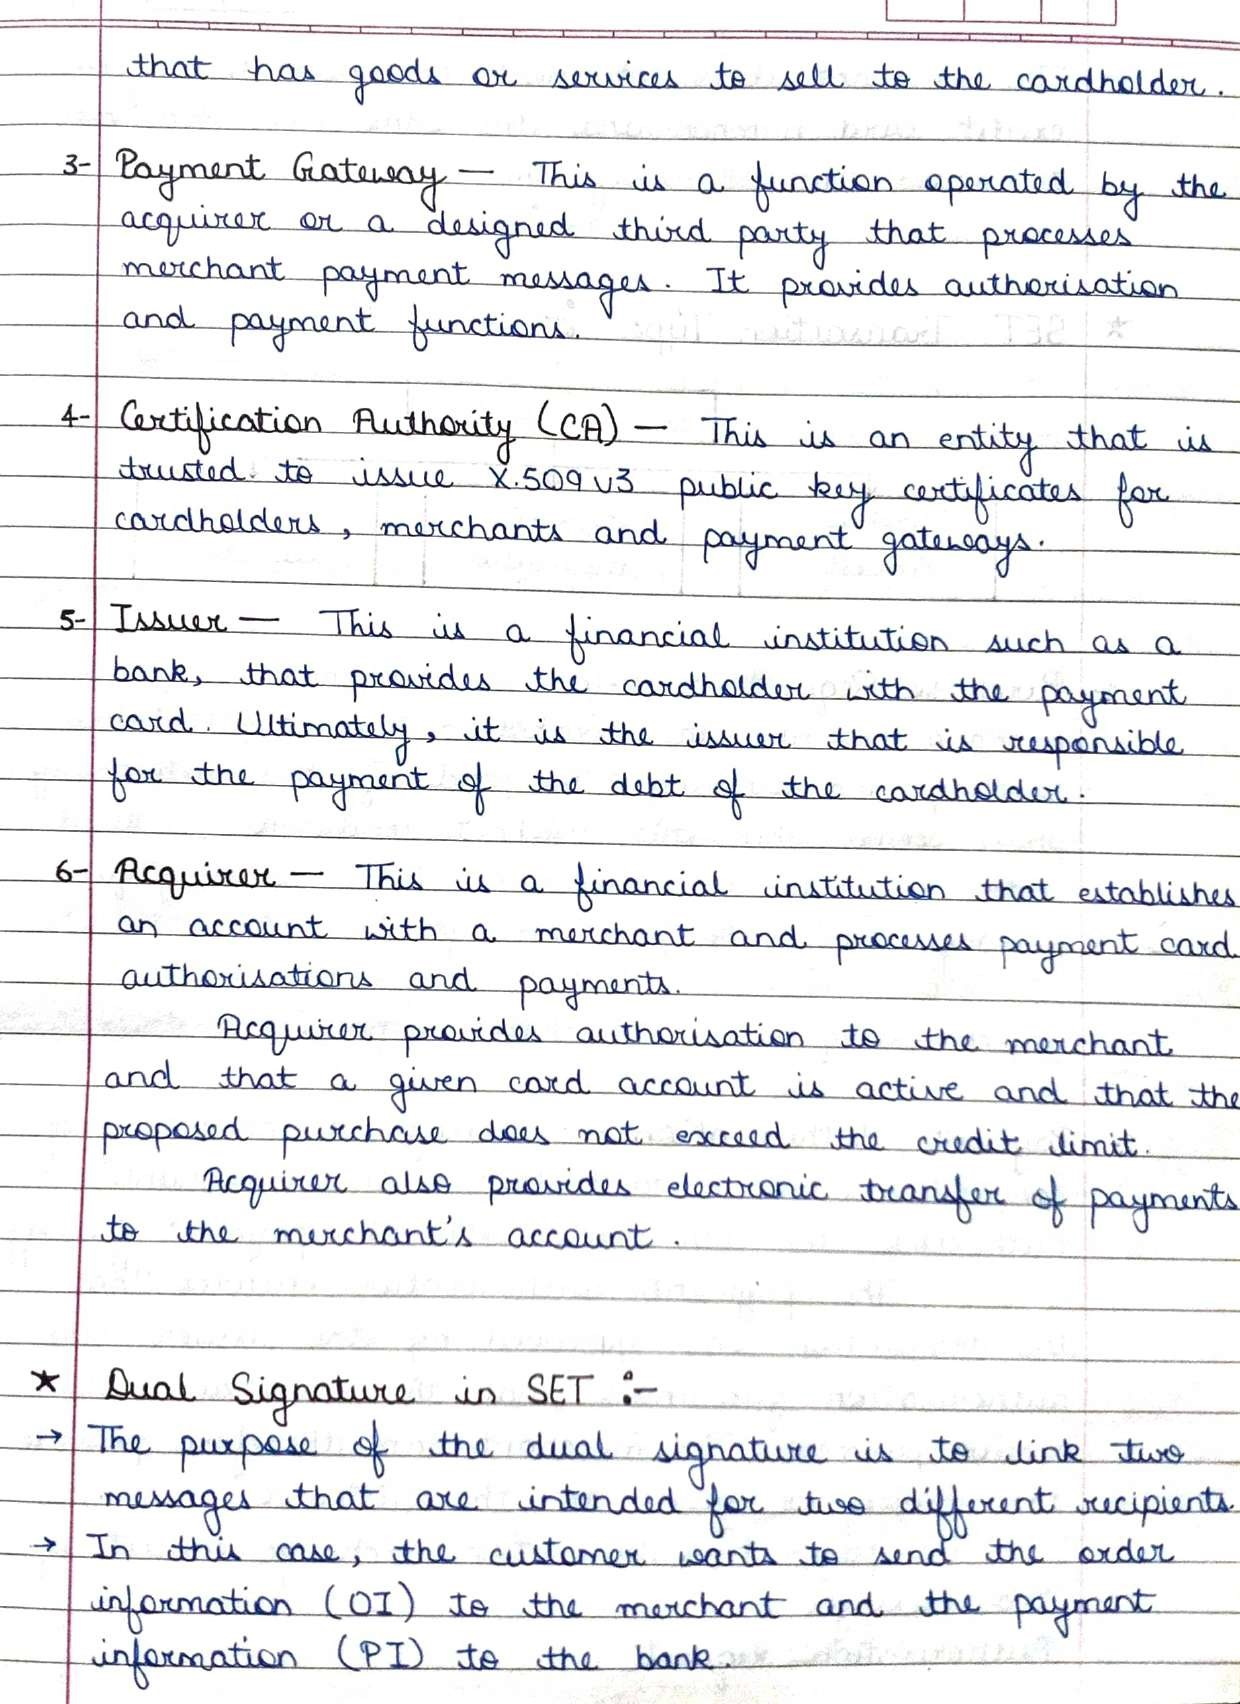 that has goods or services to sell to the cardholder.
3- Payment Gateway — This is a function operated by the
acquirer or a designed third party that processes
merchant payment messages. It provides authorisation
and payment functions.
4- Certification Authority (CA) — This is an entity that is
trusted to issue X.509 v3 public key certificates for
cardholders, merchants and payment gateways.
5- Issuer — This is a financial institution such as a
bank, that provides the cardholder with the payment
card. Ultimately, it is the issuer that is responsible
for the payment of the debt of the cardholder.
6- Acquirer — This is a financial institution that establishes
an account with a merchant and processes payment card
authorisations and payments.
Acquirer provides authorisation to the merchant
and that a given card account is active and that the
proposed purchase does not exceed the credit limit.
Acquirer also provides electronic transfer of payments
to the merchant's account.
★ Dual Signature in SET :-
→ The purpose of the dual signature is to link two
messages that are intended for two different recipients.
→ In this case, the customer wants to send the order
information (OI) to the merchant and the payment
information (PI) to the bank.